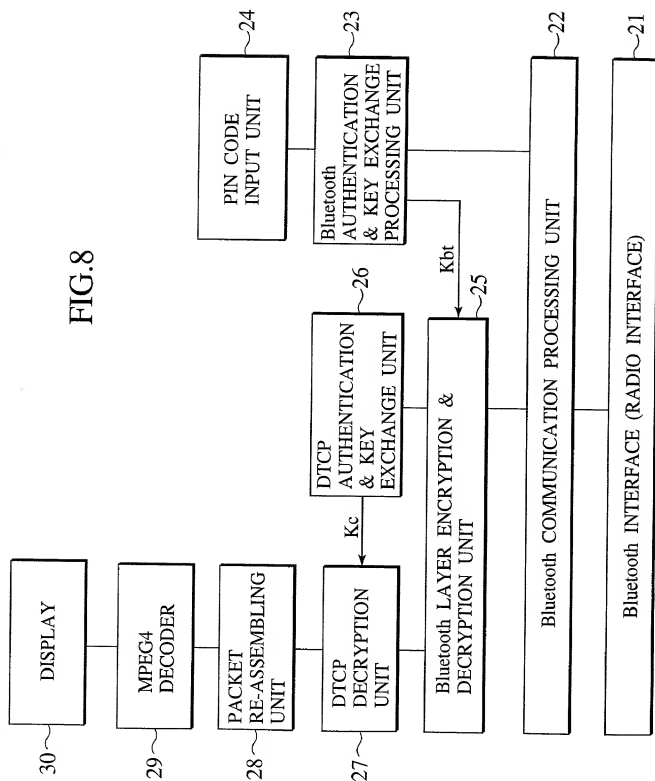 FIG.8
DISPLAY
30
MPEG4
DECODER
29
PACKET
RE-ASSEMBLING
UNIT
28
DTCP
DECRYPTION
UNIT
27
Kc
DTCP
AUTHENTICATION
& KEY
EXCHANGE UNIT
26
PIN CODE
INPUT UNIT
24
Bluetooth
AUTHENTICATION
& KEY EXCHANGE
PROCESSING UNIT
23
Kbt
Bluetooth LAYER ENCRYPTION &
DECRYPTION UNIT
25
Bluetooth COMMUNICATION PROCESSING UNIT
22
Bluetooth INTERFACE (RADIO INTERFACE)
21